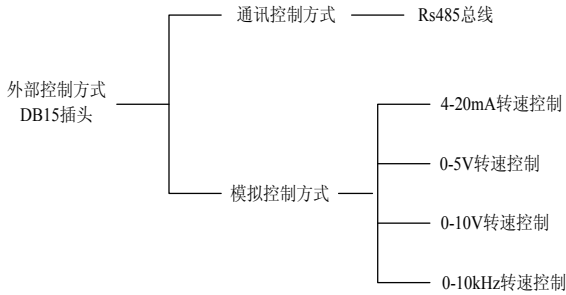 通讯控制方式
Rs485总线
外部控制方式
DB15插头
模拟控制方式
4-20mA转速控制
0-5V转速控制
0-10V转速控制
0-10kHz转速控制